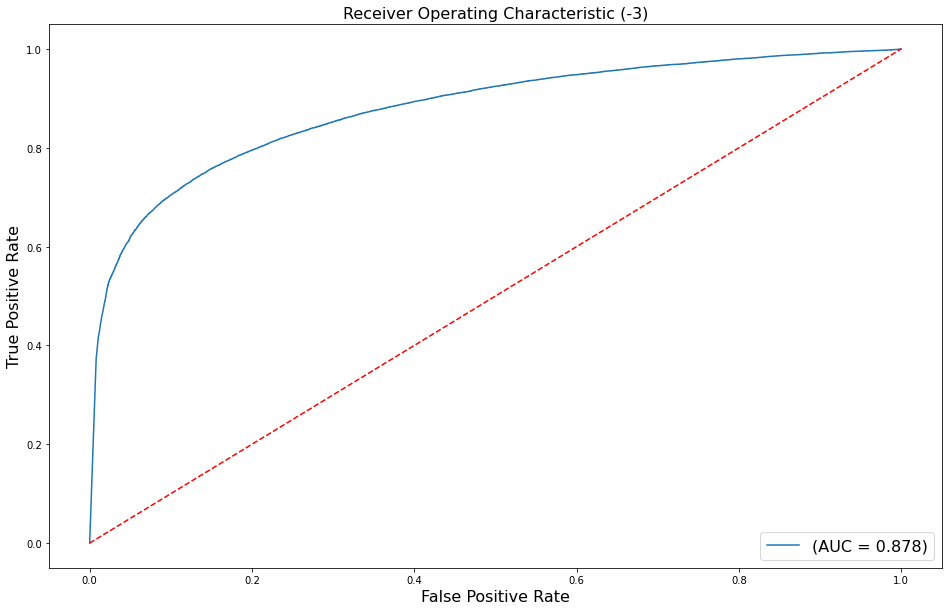 Receiver Operating Characteristic (-3)
True Positive Rate
1.0
0.8
0.6
0.4
0.2
0.0
0.0 0.2 0.4 0.6 0.8 1.0
False Positive Rate
(AUC = 0.878)